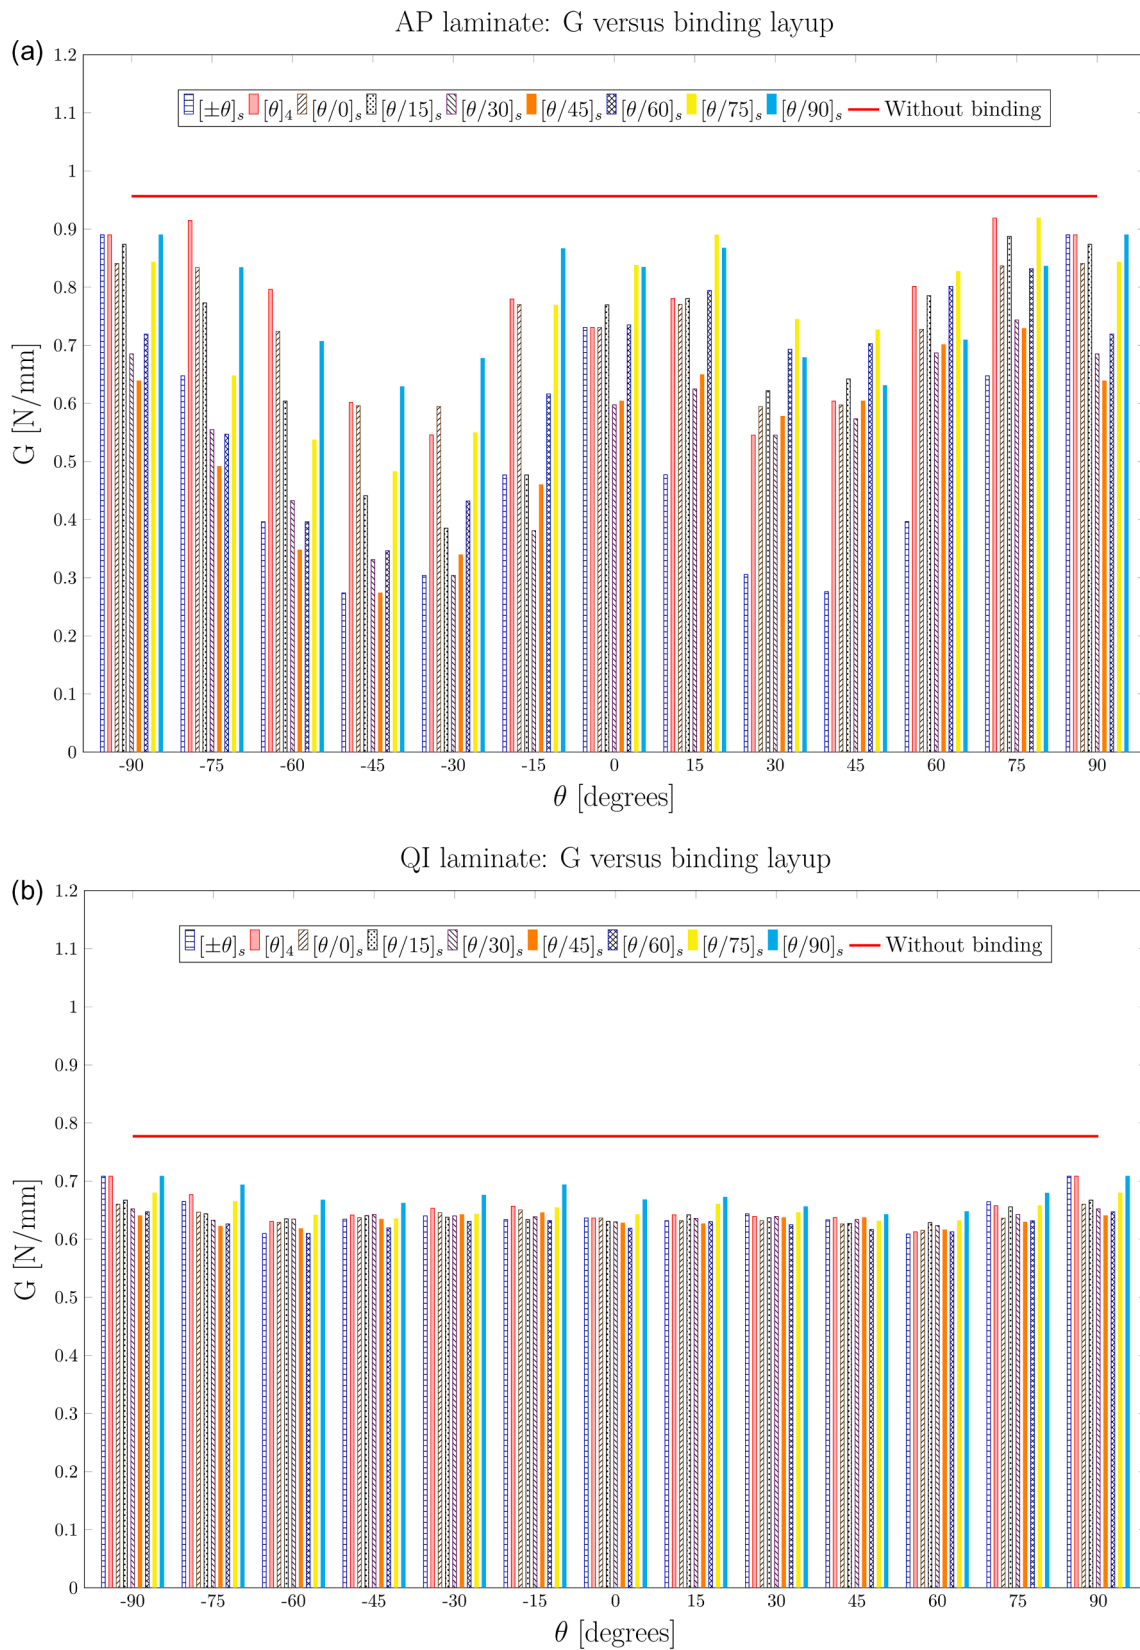 AP laminate: G versus binding layup
(a)
1.2
[±θ]ₛ [θ]₄ [θ/0]ₛ [θ/15]ₛ [θ/30]ₛ [θ/45]ₛ [θ/60]ₛ [θ/75]ₛ [θ/90]ₛ Without binding
1.1
1
0.9
0.8
0.7
0.6
0.5
0.4
0.3
0.2
0.1
0
G [N/mm]
-90 -75 -60 -45 -30 -15 0 15 30 45 60 75 90
θ [degrees]
QI laminate: G versus binding layup
(b)
1.2
[±θ]ₛ [θ]₄ [θ/0]ₛ [θ/15]ₛ [θ/30]ₛ [θ/45]ₛ [θ/60]ₛ [θ/75]ₛ [θ/90]ₛ Without binding
1.1
1
0.9
0.8
0.7
0.6
0.5
0.4
0.3
0.2
0.1
0
G [N/mm]
-90 -75 -60 -45 -30 -15 0 15 30 45 60 75 90
θ [degrees]